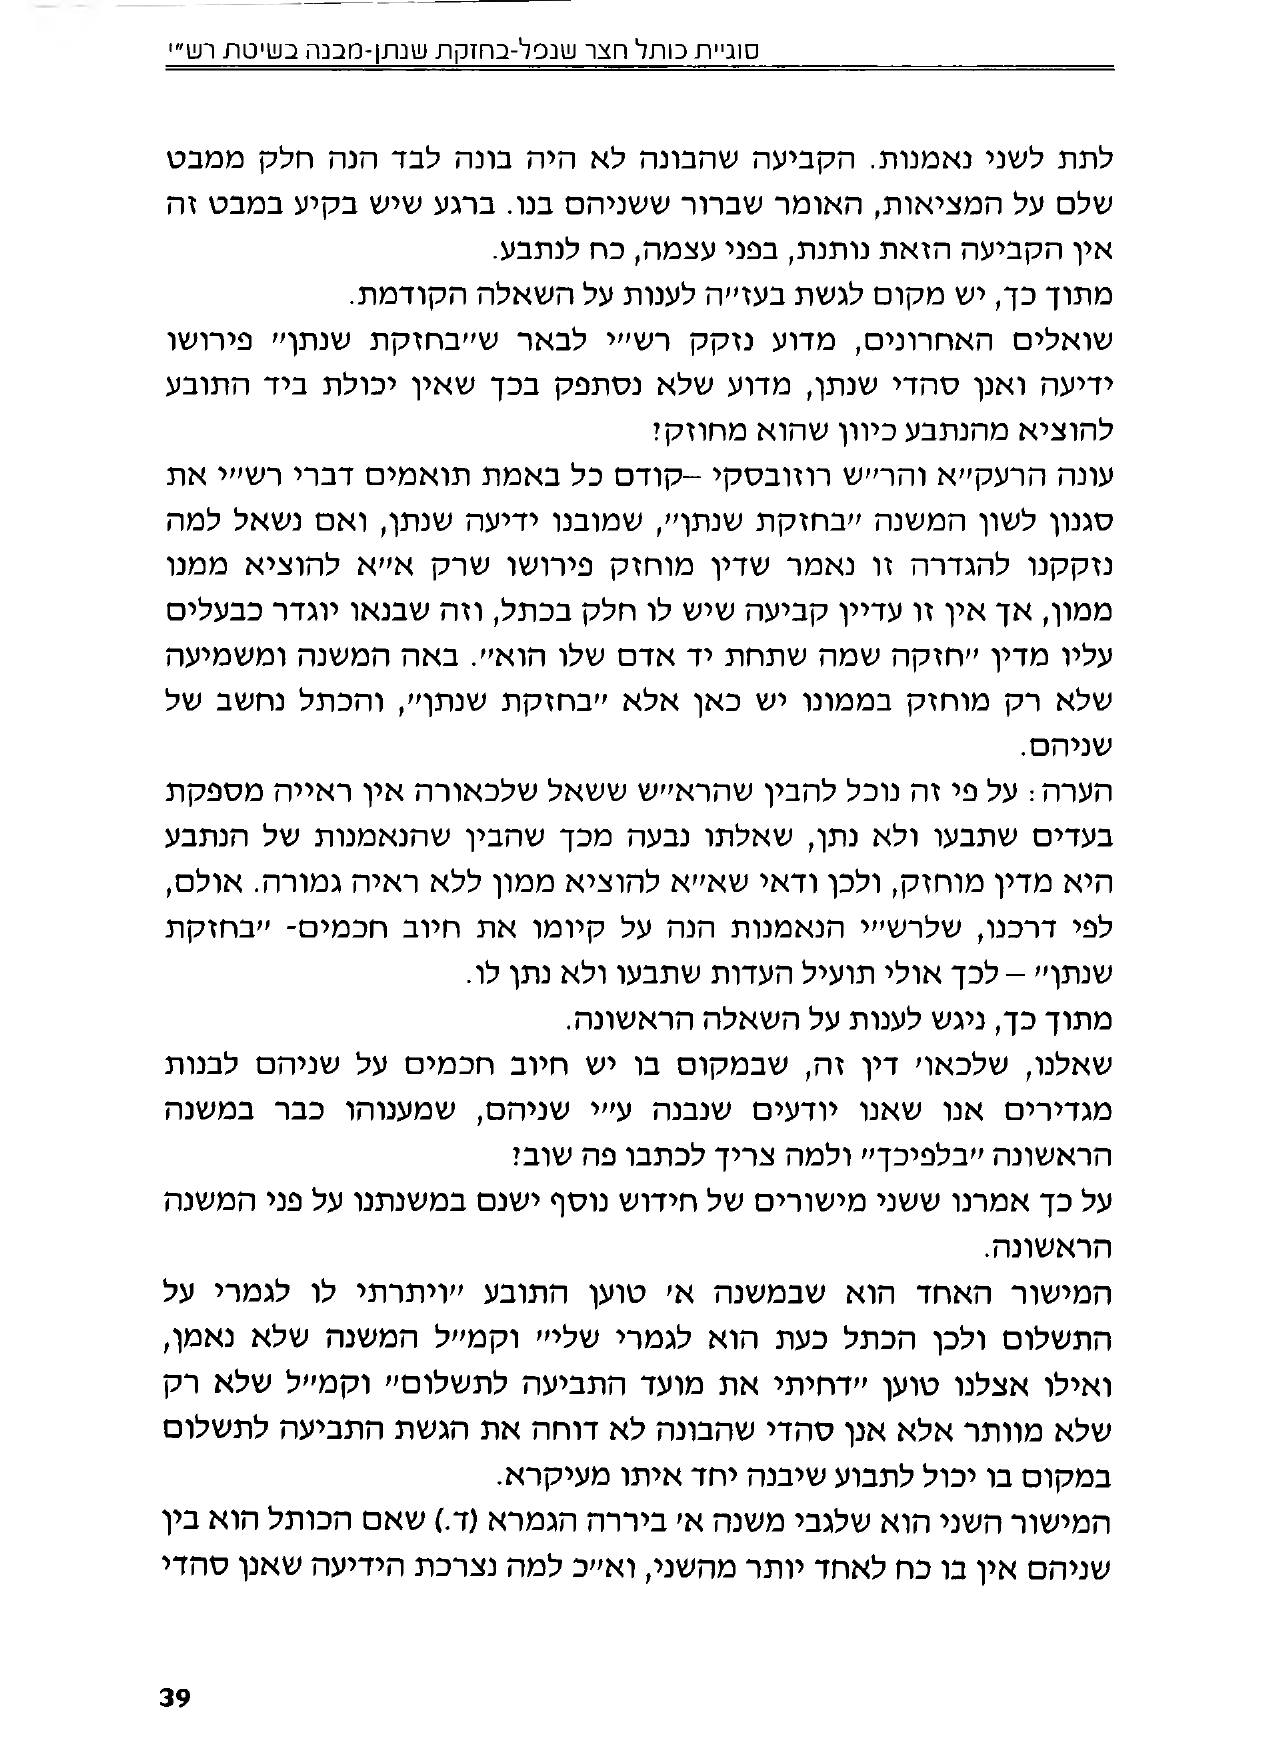 סוגיית כותל חצר שנפל-בחזקת שנתן-מבנה בשיטת רש"י
לתת לשני נאמנות. הקביעה שהבונה לא היה בונה לבד הנה חלק ממבט
שלם על המציאות, האומר שברור ששניהם בנו. ברגע שיש בקיע במבט זה
אין הקביעה הזאת נותנת, בפני עצמה, כח לנתבע.
מתוך כך, יש מקום לגשת בעזי"ה לענות על השאלה הקודמת.
שואלים האחרונים, מדוע נזקק רש"י לבאר ש"בחזקת שנתן" פירושו
ידיעה ואנן סהדי שנתן, מדוע שלא נסתפק בכך שאין יכולת ביד התובע
להוציא מהנתבע כיוון שהוא מחוזק?
עונה הרעק"א והר"ש רוזובסקי –קודם כל באמת תואמים דברי רש"י את
סגנון לשון המשנה "בחזקת שנתן", שמובנו ידיעה שנתן, ואם נשאל למה
נזקקנו להגדרה זו נאמר שדין מוחזק פירושו שרק א"א להוציא ממנו
ממון, אך אין זו עדיין קביעה שיש לו חלק בכתל, וזה שבנאו יוגדר כבעלים
עליו מדין "חזקה שמה שתחת יד אדם שלו הוא". באה המשנה ומשמיעה
שלא רק מוחזק בממונו יש כאן אלא "בחזקת שנתן", והכתל נחשב של
שניהם.
הערה: על פי זה נוכל להבין שהרא"ש ששאל שלכאורה אין ראייה מספקת
בעדים שתבעו ולא נתן, שאלתו נבעה מכך שהבין שהנאמנות של הנתבע
היא מדין מוחזק, ולכן ודאי שא"א להוציא ממון ללא ראיה גמורה. אולם,
לפי דרכנו, שלרש"י הנאמנות הנה על קיומו את חיוב חכמים- "בחזקת
שנתן" – לכך אולי תועיל העדות שתבעו ולא נתן לו.
מתוך כך, ניגש לענות על השאלה הראשונה.
שאלנו, שלכאו' דין זה, שבמקום בו יש חיוב חכמים על שניהם לבנות
מגדירים אנו שאנו יודעים שנבנה ע"י שניהם, שמענוהו כבר במשנה
הראשונה "בלפיכך" ולמה צריך לכתבו פה שוב?
על כך אמרנו ששני מישורים של חידוש נוסף ישנם במשנתנו על פני המשנה
הראשונה.
המישור האחד הוא שבמשנה א' טוען התובע "ויתרתי לו לגמרי על
התשלום ולכן הכתל כעת הוא לגמרי שלי" וקמ"ל המשנה שלא נאמן,
ואילו אצלנו טוען "דחיתי את מועד התביעה לתשלום" וקמ"ל שלא רק
שלא מוותר אלא אנן סהדי שהבונה לא דוחה את הגשת התביעה לתשלום
במקום בו יכול לתבוע שיבנה יחד איתו מעיקרא.
המישור השני הוא שלגבי משנה א' ביררה הגמרא (ד.) שאם הכותל הוא בין
שניהם אין בו כח לאחד יותר מהשני, וא"כ למה נצרכת הידיעה שאנן סהדי
39